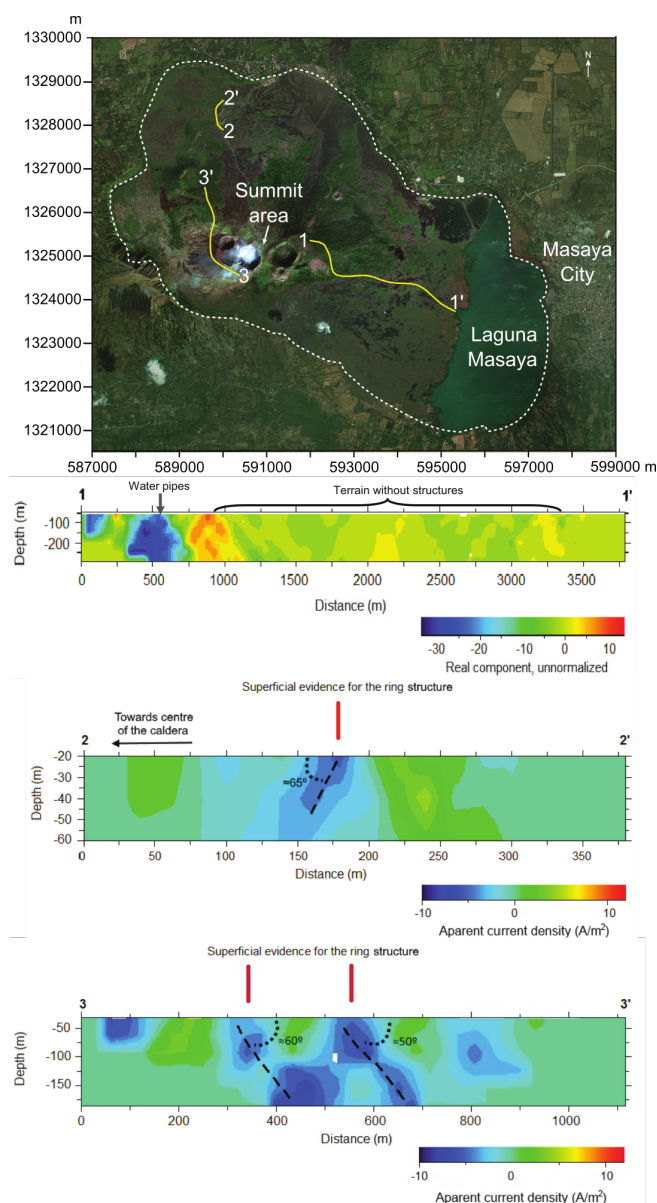 m
1330000
1329000
1328000
1327000
1326000
1325000
1324000
1323000
1322000
1321000
587000 589000 591000 593000 595000 597000 599000 m
N
2'
2
3'
Summit
area
1
3
1'
Masaya
City
Laguna
Masaya
1 Water pipes Terrain without structures 1'
Depth (m)
-100
-200
0 500 1000 1500 2000 2500 3000 3500
Distance (m)
-30 -20 -10 0 10
Real component, unnormalized
Superficial evidence for the ring structure
Towards centre
of the caldera
2 2'
Depth (m)
-20
-30
-40
-50
-60
≈65º
0 50 100 150 200 250 300 350
Distance (m)
-10 0 10
Apparent current density (A/m²)
Superficial evidence for the ring structure
3 3'
Depth (m)
-50
-100
-150
≈60º ≈50º
0 200 400 600 800 1000
Distance (m)
-10 0 10
Apparent current density (A/m²)